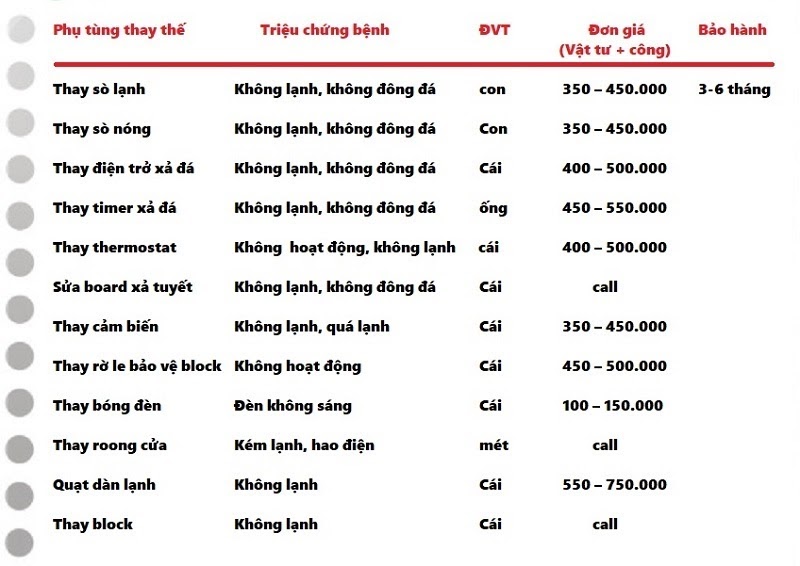 Phụ tùng thay thế Triệu chứng bệnh ĐVT Đơn giá Bảo hành
(Vật tư + công)
Thay sò lạnh Không lạnh, không đông đá con 350 – 450.000 3-6 tháng
Thay sò nóng Không lạnh, không đông đá Con 350 – 450.000
Thay điện trở xả đá Không lạnh, không đông đá Cái 400 – 500.000
Thay timer xả đá Không lạnh, không đông đá ống 450 – 550.000
Thay thermostat Không hoạt động, không lạnh cái 400 – 500.000
Sửa board xả tuyết Không lạnh, không đông đá Cái call
Thay cảm biến Không lạnh, quá lạnh Cái 350 – 450.000
Thay rờ le bảo vệ block Không hoạt động Cái 450 – 500.000
Thay bóng đèn Đèn không sáng Cái 100 – 150.000
Thay roong cửa Kém lạnh, hao điện mét call
Quạt dàn lạnh Không lạnh Cái 550 – 750.000
Thay block Không lạnh Cái call